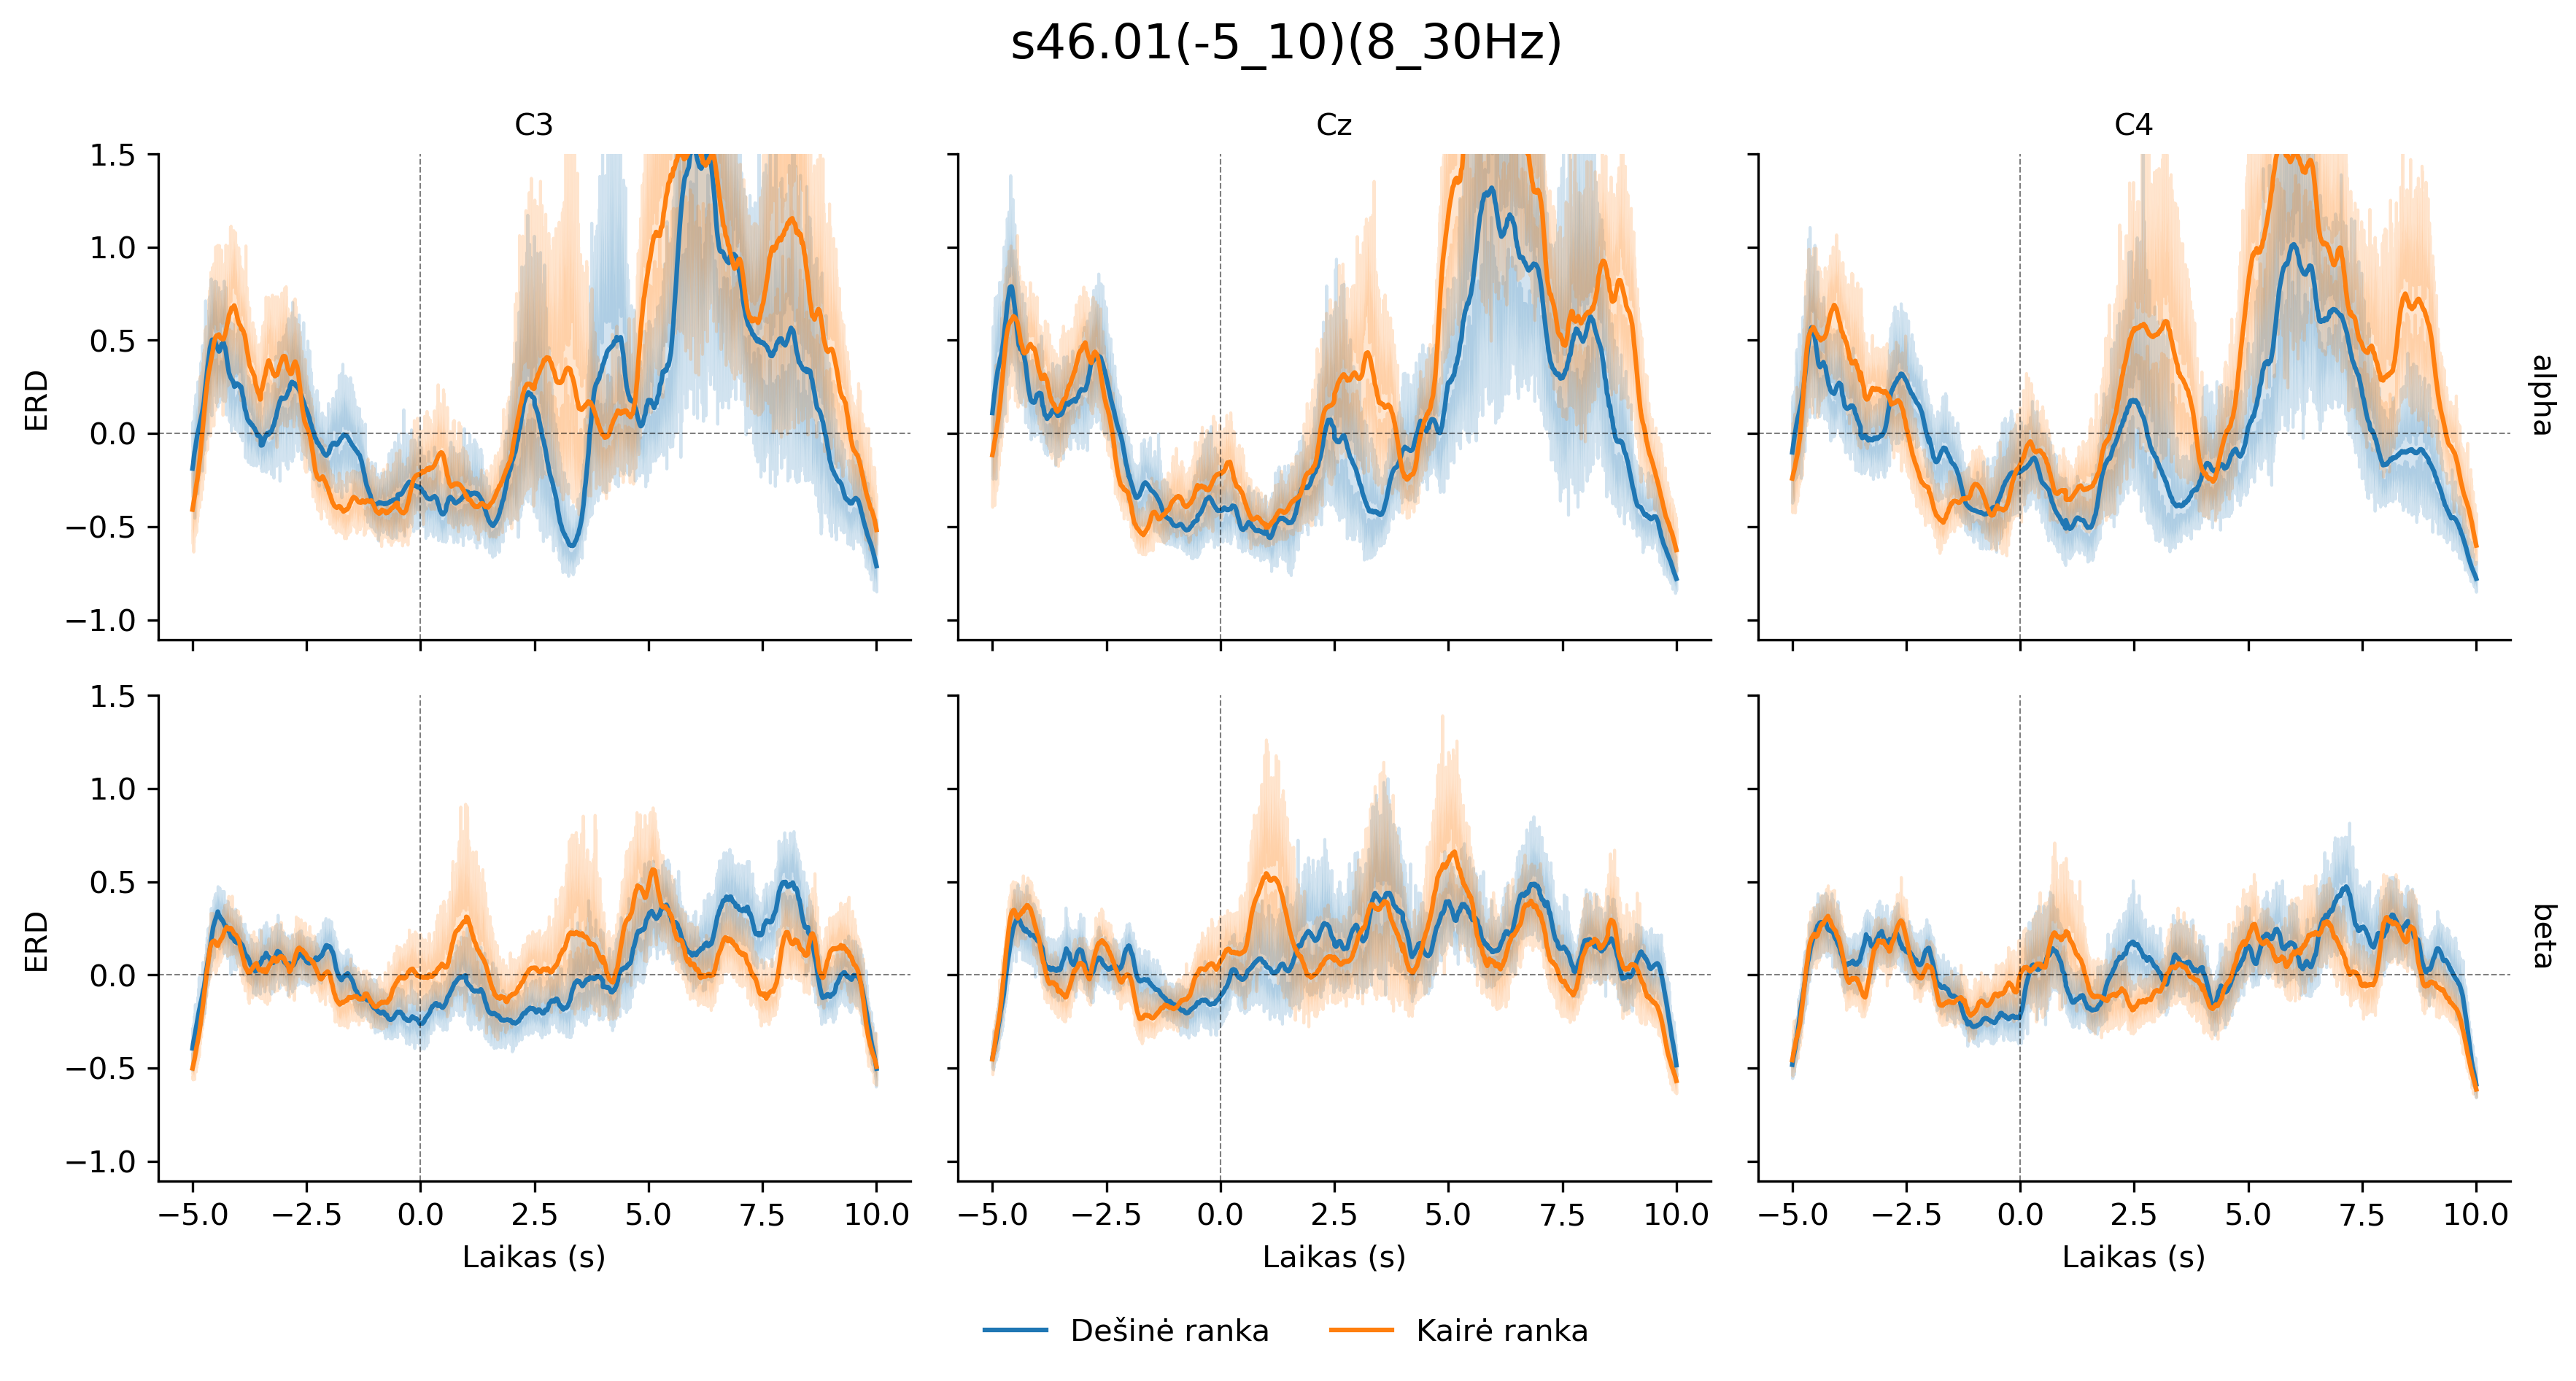 s46.01(-5_10)(8_30Hz)
C3 Cz C4
1.5
1.0
0.5
0.0
−0.5
−1.0
ERD
alpha
1.5
1.0
0.5
0.0
−0.5
−1.0
ERD
beta
−5.0 −2.5 0.0 2.5 5.0 7.5 10.0 −5.0 −2.5 0.0 2.5 5.0 7.5 10.0 −5.0 −2.5 0.0 2.5 5.0 7.5 10.0
Laikas (s) Laikas (s) Laikas (s)
Dešinė ranka Kairė ranka